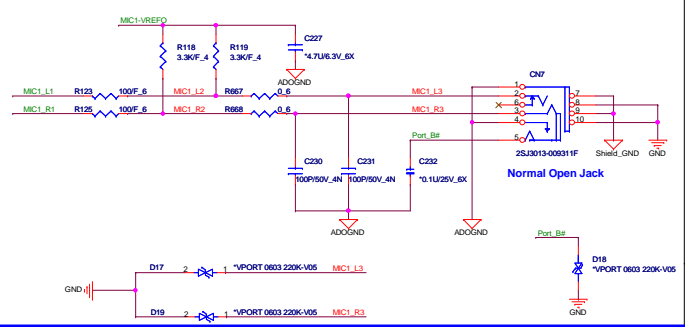 MIC1-VREFO
R118
3.3K/F_4
R119
3.3K/F_4
C227
*4.7U/6.3V_6X
ADOGND
CN7
MIC1_L1
R123
100/F_6
MIC1_L2
R667
0_6
MIC1_L3
MIC1_R1
R125
100/F_6
MIC1_R2
R668
0_6
MIC1_R3
1
2
6
3
4
5
7
8
9
10
Port_B#
2SJ3013-009311F
Shield_GND
GND
Normal Open Jack
C230
100P/50V_4N
C231
100P/50V_4N
C232
*0.1U/25V_6X
ADOGND
ADOGND
Port_B#
D17
2
1
*VPORT 0603 220K-V05
MIC1_L3
D18
*VPORT 0603 220K-V05
GND
D19
2
1
*VPORT 0603 220K-V05
MIC1_R3
GND